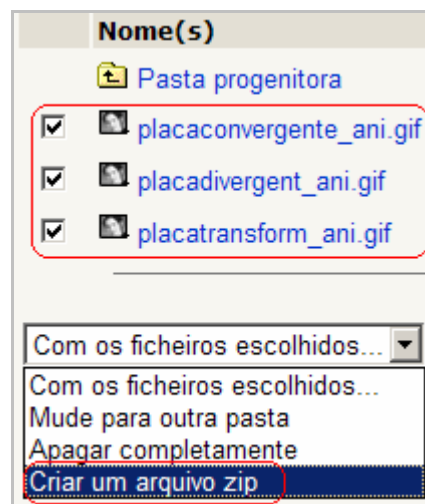 Nome(s)
Pasta progenitora
placaconvergente_ani.gif
placadivergent_ani.gif
placatransform_ani.gif
Com os ficheiros escolhidos...
Com os ficheiros escolhidos...
Mude para outra pasta
Apagar completamente
Criar um arquivo zip